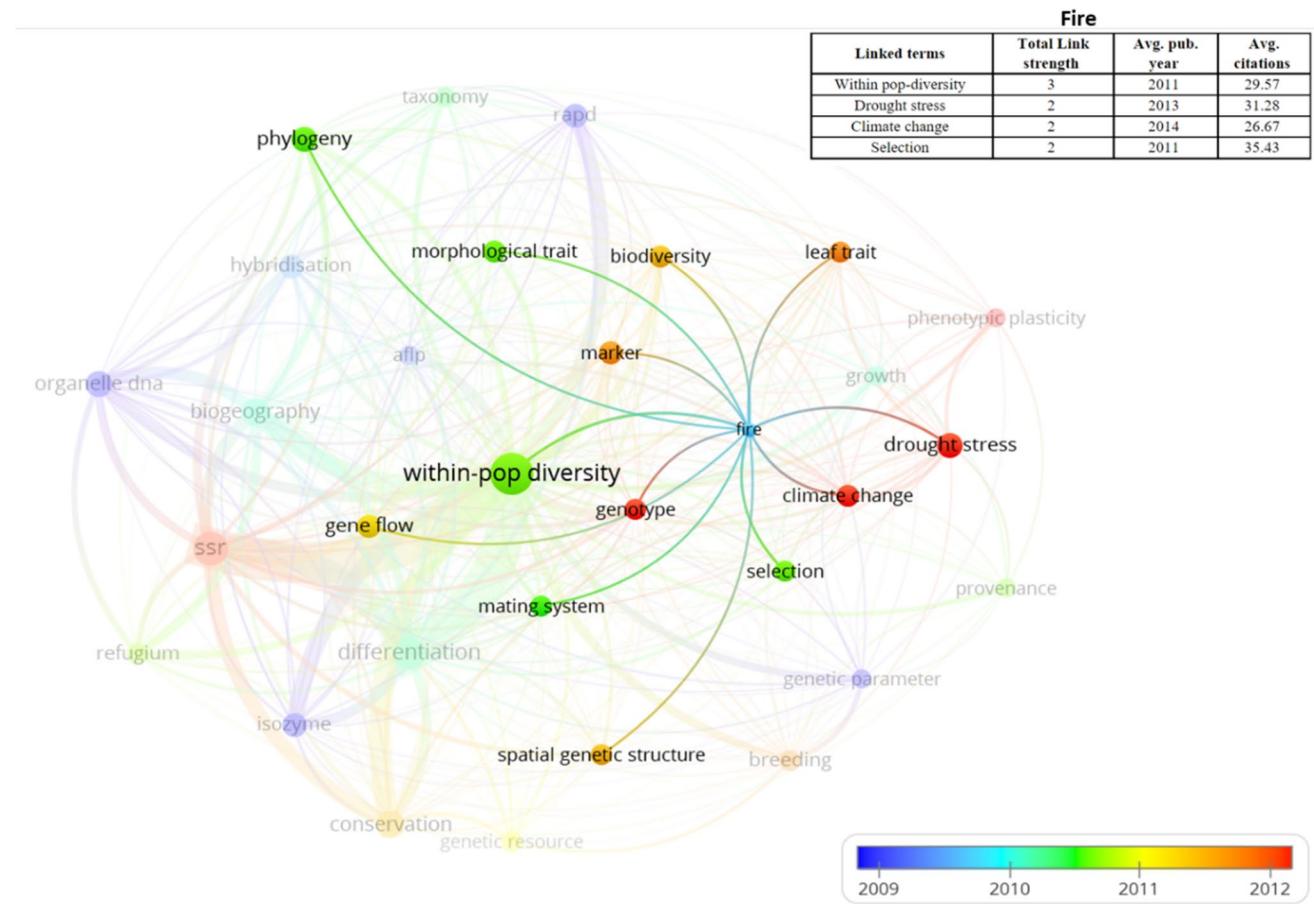 Fire
Linked terms Total Link strength Avg. pub. year Avg. citations
Within pop-diversity 3 2011 29.57
Drought stress 2 2013 31.28
Climate change 2 2014 26.67
Selection 2 2011 35.43
taxonomy
rapd
phylogeny
morphological trait
biodiversity
leaf trait
hybridisation
phenotypic plasticity
marker
aflp
growth
organelle dna
biogeography
fire
drought stress
within-pop diversity
climate change
genotype
gene flow
ssr
selection
provenance
mating system
refugium
differentiation
genetic parameter
isozyme
spatial genetic structure
breeding
conservation
genetic resource
2009 2010 2011 2012